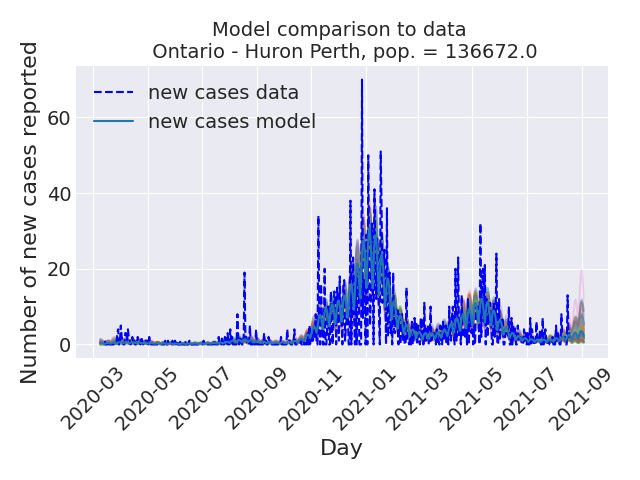 Model comparison to data
Ontario - Huron Perth, pop. = 136672.0
Number of new cases reported
new cases data
new cases model
60
40
20
0
2020-03
2020-05
2020-07
2020-09
2020-11
2021-01
2021-03
2021-05
2021-07
2021-09
Day